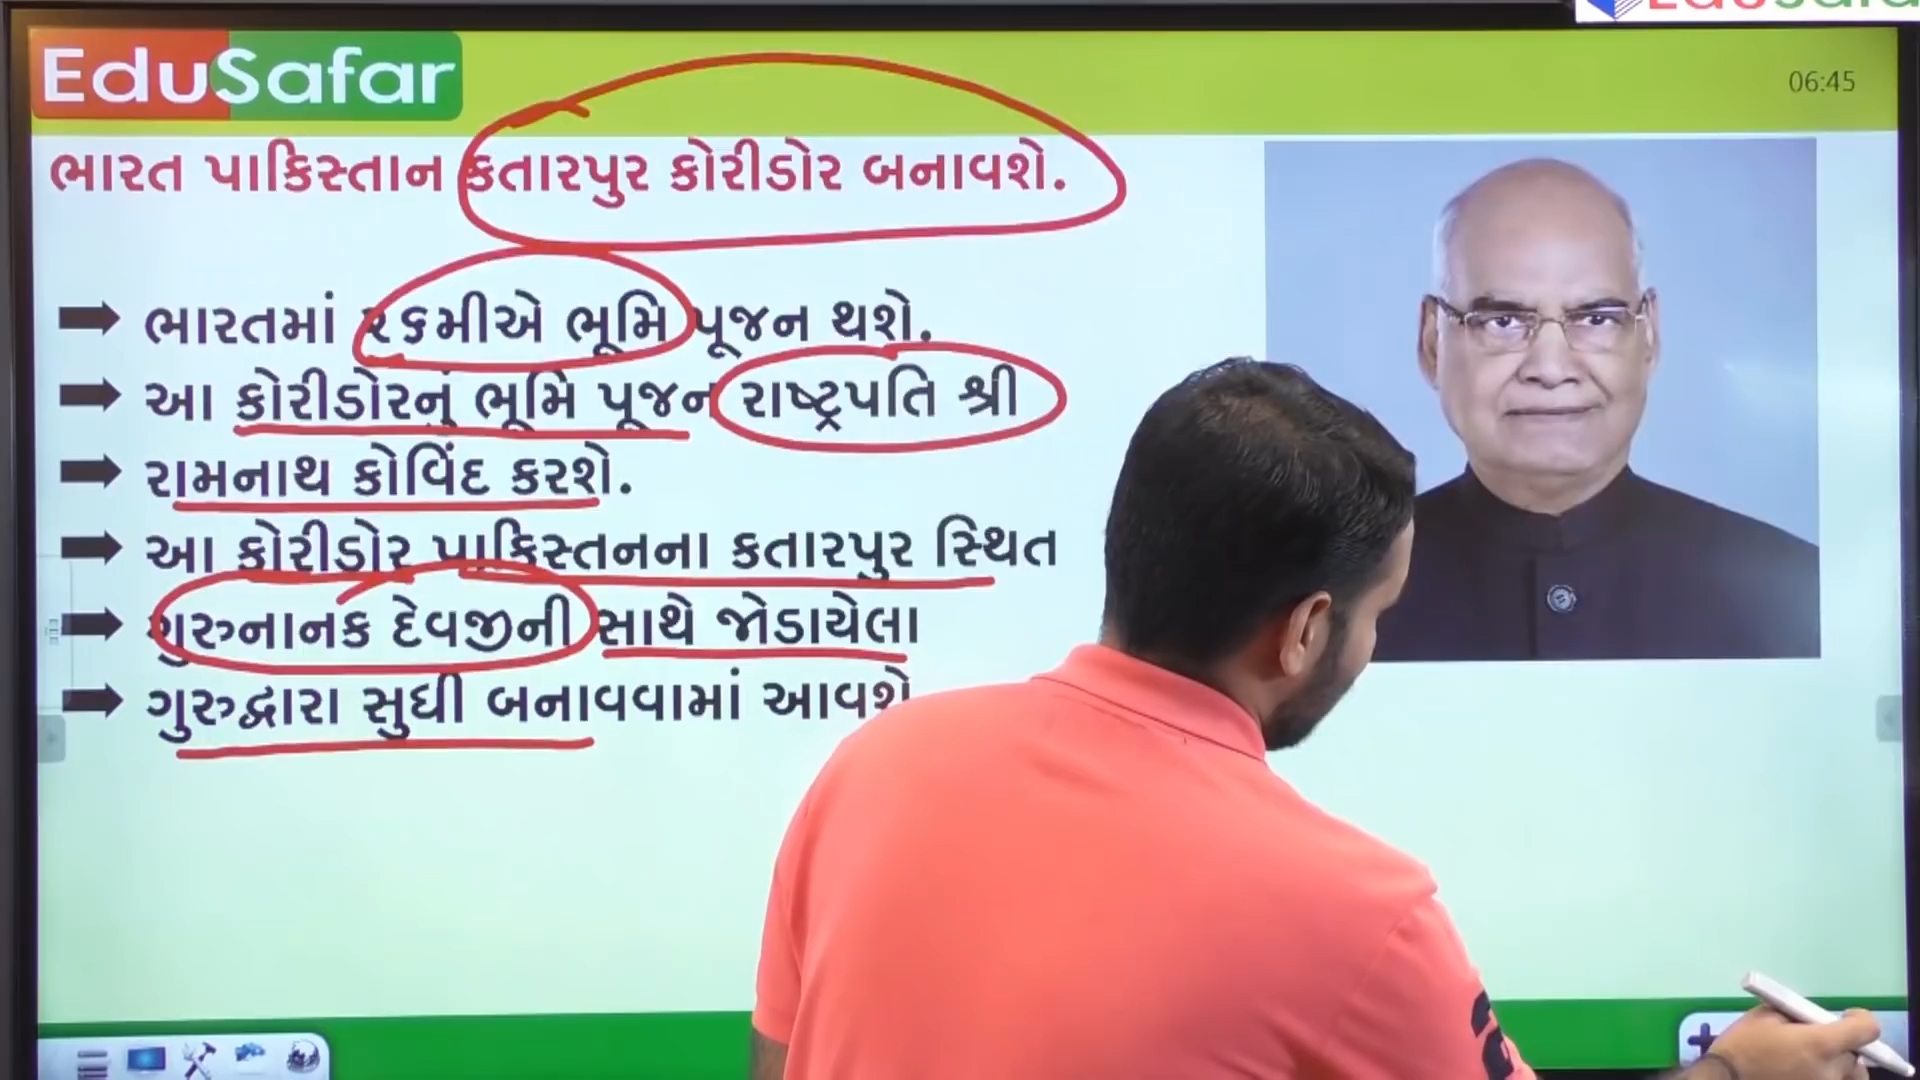 EduSafar
06:45
ભારત પાકિસ્તાન કતારપુર કોરીડોર બનાવશે.
ભારતમાં ૨૬મીએ ભૂમિ પૂજન થશે.
આ કોરીડોરનું ભૂમિ પૂજન રાષ્ટ્રપતિ શ્રી
રામનાથ કોવિંદ કરશે.
આ કોરીડોર પાકિસ્તનના કતારપુર સ્થિત
ગુરુનાનક દેવજીની સાથે જોડાયેલા
ગુરુદ્વારા સુધી બનાવવામાં આવશે